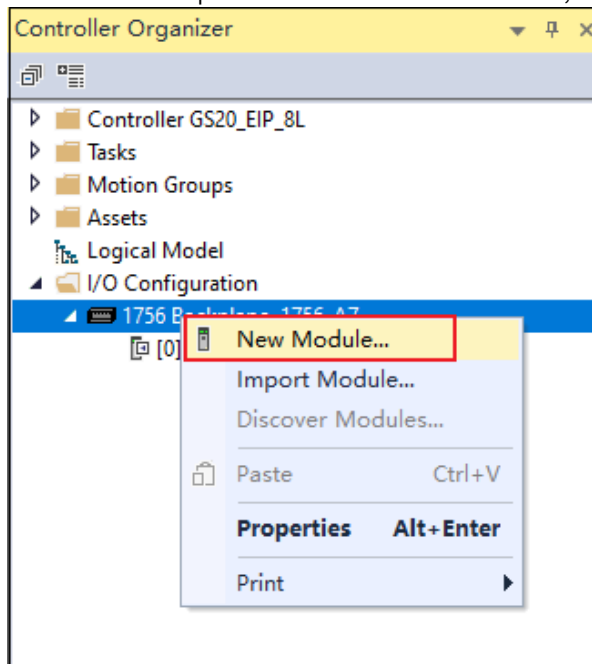 Controller Organizer
Controller GS20_EIP_8L
Tasks
Motion Groups
Assets
Logical Model
I/O Configuration
1756 Backplane, 1756-A7
[0]
New Module...
Import Module...
Discover Modules...
Paste Ctrl+V
Properties Alt+Enter
Print